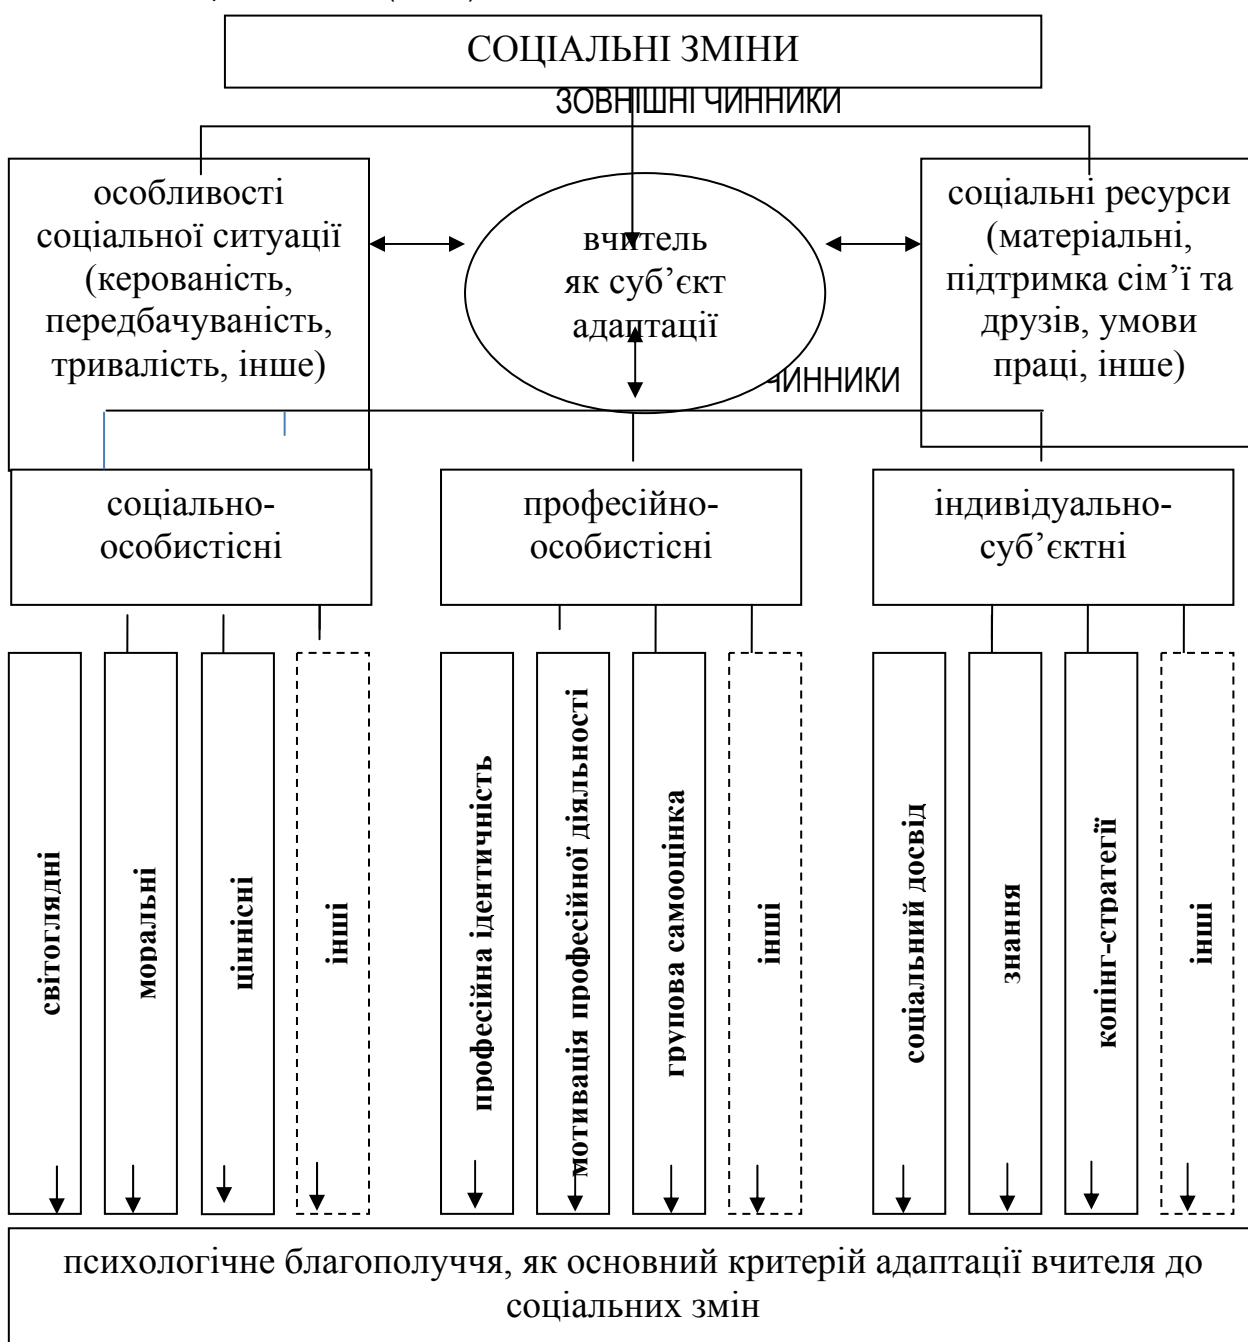 СОЦІАЛЬНІ ЗМІНИ
ЗОВНІШНІ ЧИННИКИ
особливості
соціальної ситуації
(керованість,
передбачуваність,
тривалість, інше)
вчитель
як суб’єкт
адаптації
соціальні ресурси
(матеріальні,
підтримка сім’ї та
друзів, умови
праці, інше)
ЧИННИКИ
соціально-
особистісні
професійно-
особистісні
індивідуально-
суб’єктні
світоглядні
моральні
ціннісні
інші
професійна ідентичність
мотивація професійної діяльності
групова самооцінка
інші
соціальний досвід
знання
копінг-стратегії
інші
психологічне благополуччя, як основний критерій адаптації вчителя до
соціальних змін